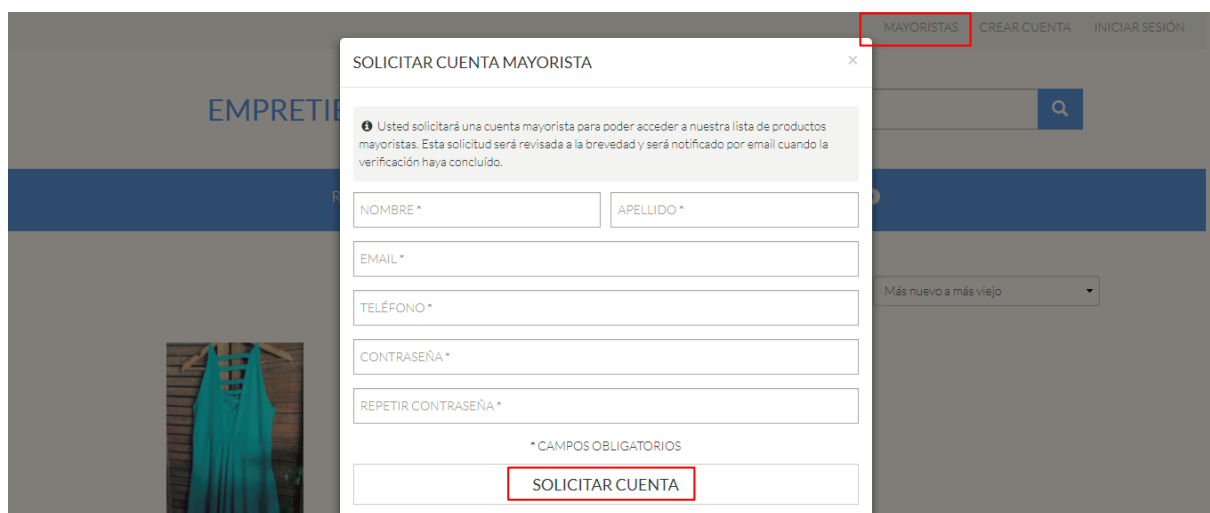 MAYORISTAS CREAR CUENTA INICIAR SESIÓN
SOLICITAR CUENTA MAYORISTA ×
EMPRETIE
Usted solicitará una cuenta mayorista para poder acceder a nuestra lista de productos
mayoristas. Esta solicitud será revisada a la brevedad y será notificado por email cuando la
verificación haya concluído.
NOMBRE * APELLIDO *
EMAIL *
Más nuevo a más viejo
TELÉFONO *
CONTRASEÑA *
REPETIR CONTRASEÑA *
* CAMPOS OBLIGATORIOS
SOLICITAR CUENTA